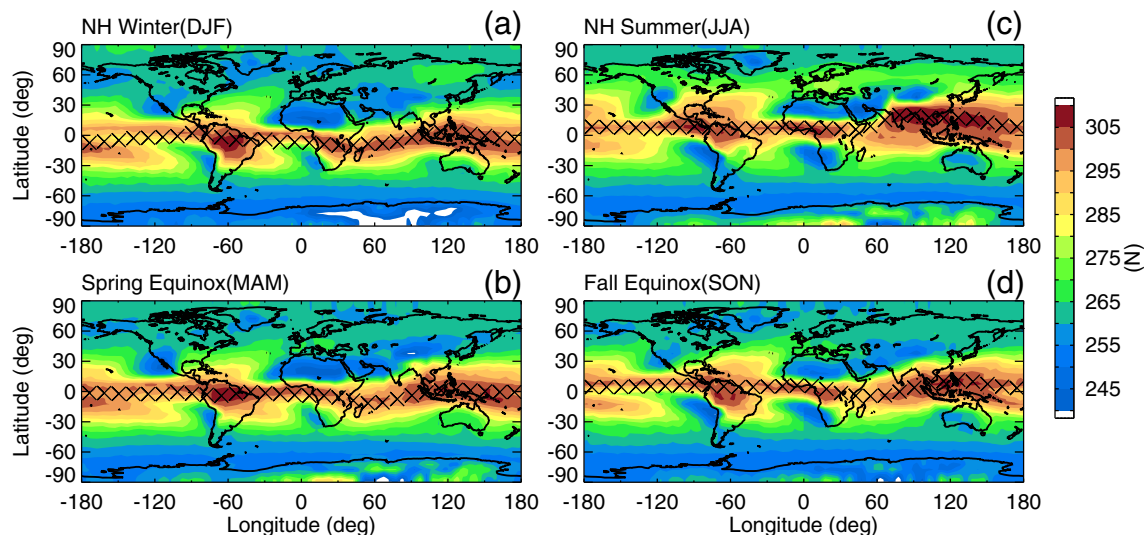 NH Winter(DJF) (a)
NH Summer(JJA) (c)
Latitude (deg)
90
60
30
0
-30
-60
-90
-180 -120 -60 0 60 120 180
90
60
30
0
-30
-60
-90
-180 -120 -60 0 60 120 180
Spring Equinox(MAM) (b)
Fall Equinox(SON) (d)
Latitude (deg)
90
60
30
0
-30
-60
-90
-180 -120 -60 0 60 120 180
Longitude (deg)
90
60
30
0
-30
-60
-90
-180 -120 -60 0 60 120 180
Longitude (deg)
305
295
285
275
265
255
245
(N)